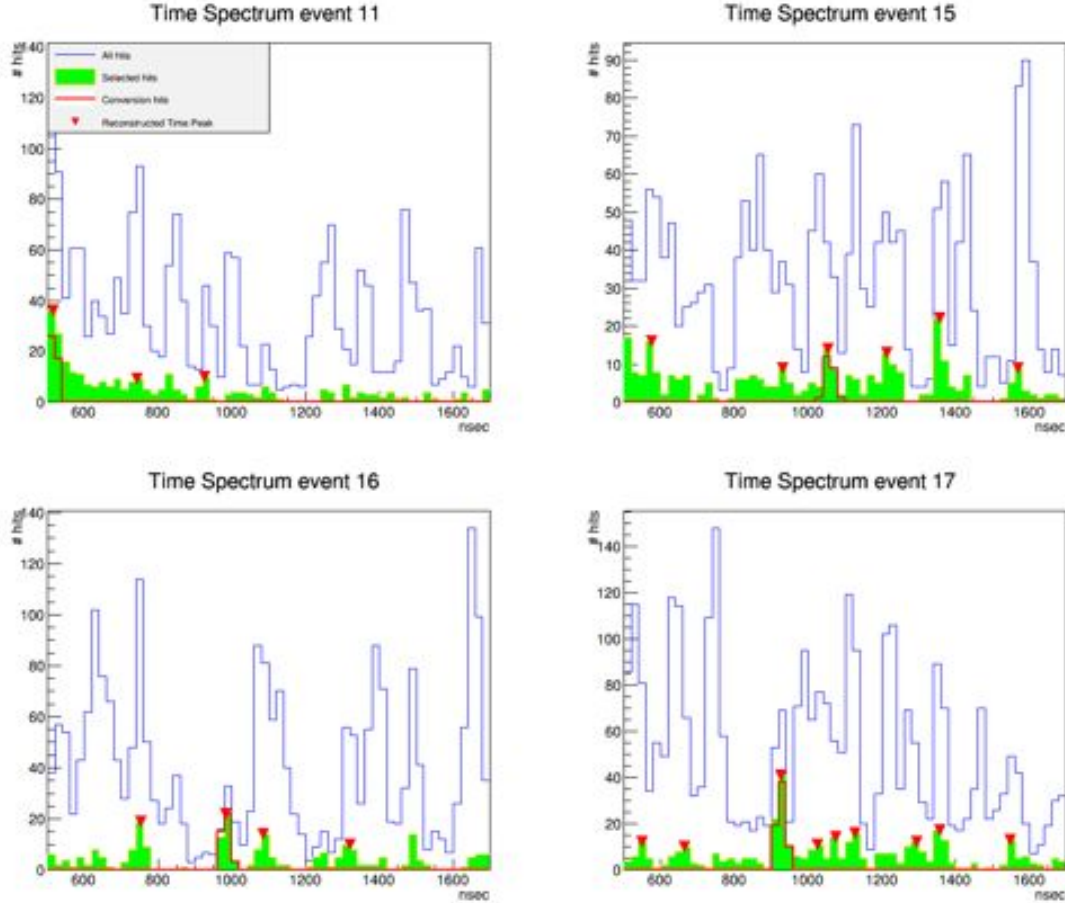 Time Spectrum event 11
# hits
140
120
100
80
60
40
20
0
All hits
Selected hits
Conversion hits
Reconstructed Time Peak
600 800 1000 1200 1400 1600
nsec
Time Spectrum event 15
# hits
90
80
70
60
50
40
30
20
10
0
600 800 1000 1200 1400 1600
nsec
Time Spectrum event 16
# hits
140
120
100
80
60
40
20
0
600 800 1000 1200 1400 1600
nsec
Time Spectrum event 17
# hits
140
120
100
80
60
40
20
0
600 800 1000 1200 1400 1600
nsec